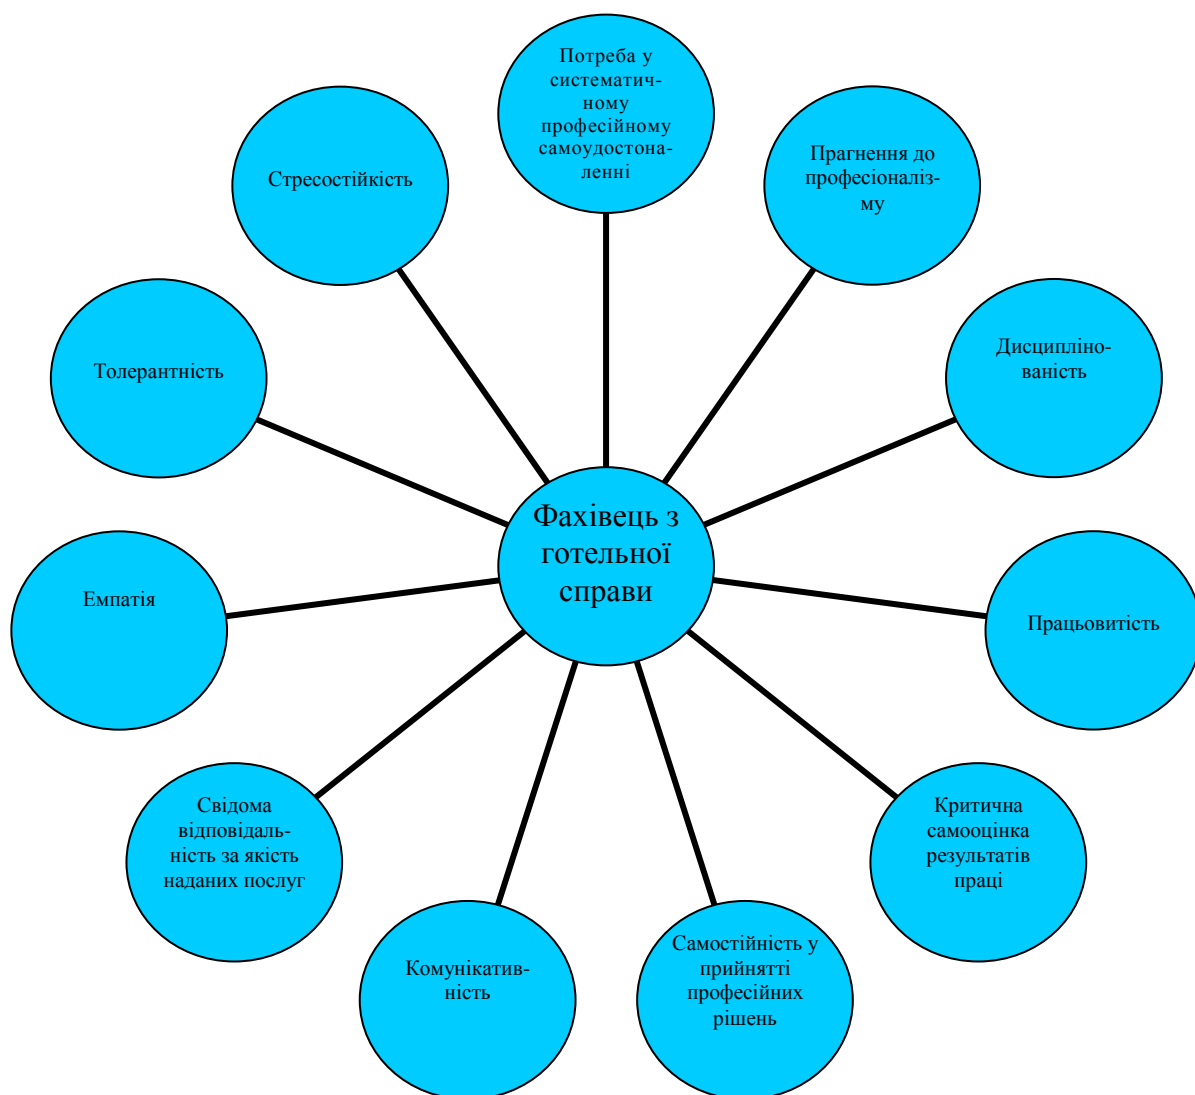 Потреба у
систематич-
ному
професійному
самоудостона-
ленні
Прагнення до
професіоналіз-
му
Дисципліно-
ваність
Працьовитість
Критична
самооцінка
результатів
праці
Самостійність у
прийнятті
професійних
рішень
Комунікатив-
ність
Свідома
відповідаль-
ність за якість
наданих послуг
Емпатія
Толерантність
Стресостійкість
Фахівець з
готельної
справи